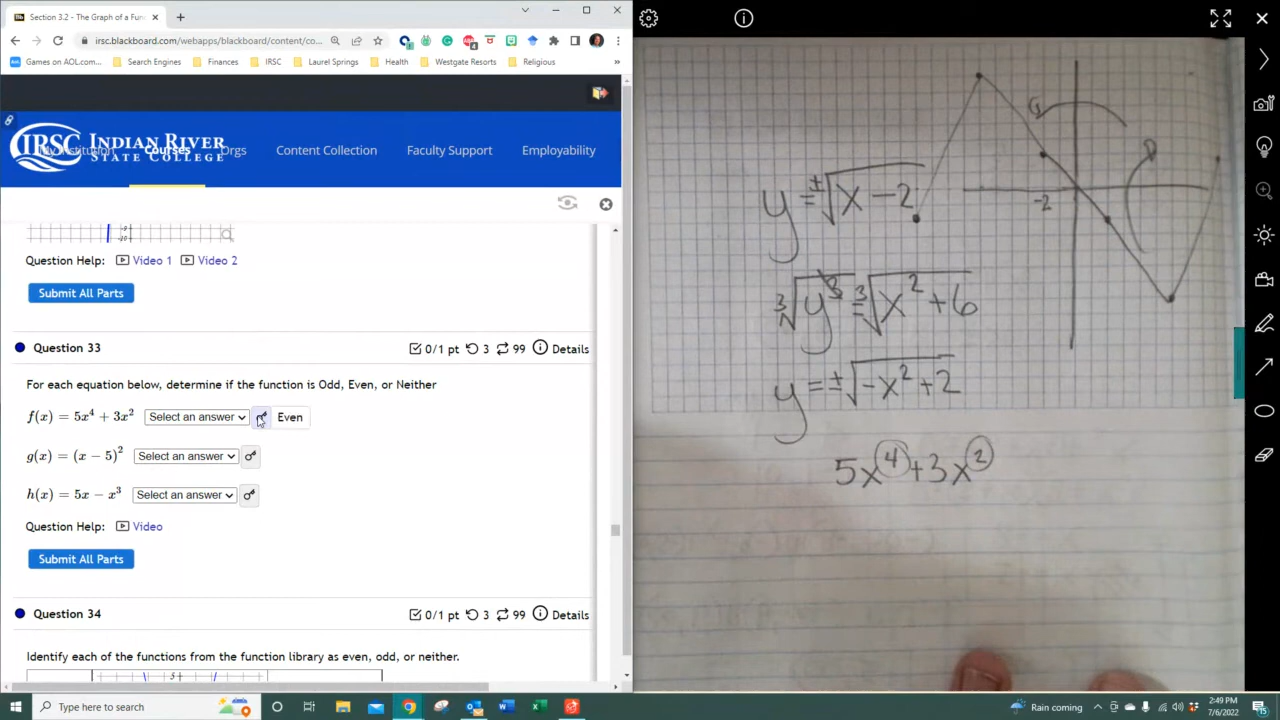 Section 3.2 - The Graph of a Fun
irsc.blackboard.com/webapps/blackboard/content/co...
Games on AOL.com... Search Engines Finances IRSC Laurel Springs Health Westgate Resorts Religious »
IRSC INDIAN RIVER STATE COLLEGE
My Institution Courses Orgs Content Collection Faculty Support Employability
Question Help: Video 1 Video 2
Submit All Parts
Question 33 0/1 pt 3 99 Details
For each equation below, determine if the function is Odd, Even, or Neither
f(x) = 5x⁴ + 3x² Select an answer Even
g(x) = (x − 5)² Select an answer
h(x) = 5x − x³ Select an answer
Question Help: Video
Submit All Parts
Question 34 0/1 pt 3 99 Details
Identify each of the functions from the function library as even, odd, or neither.
5
Type here to search
Rain coming
2:49 PM
7/6/2022
15
y = ±√x − 2
-2
∛y³ = ∛x² + 6
y = ±√-x² + 2
5x⁴ + 3x²